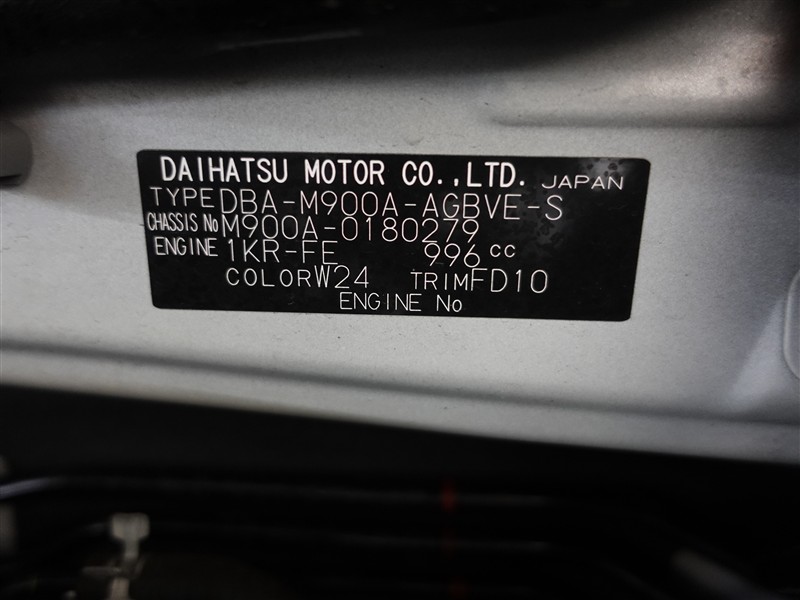 DAIHATSU MOTOR CO.,LTD. JAPAN
TYPE DBA-M900A-AGBVE-S
CHASSIS No M900A-0180279
ENGINE 1KR-FE 996 cc
COLOR W24 TRIM FD10
ENGINE No